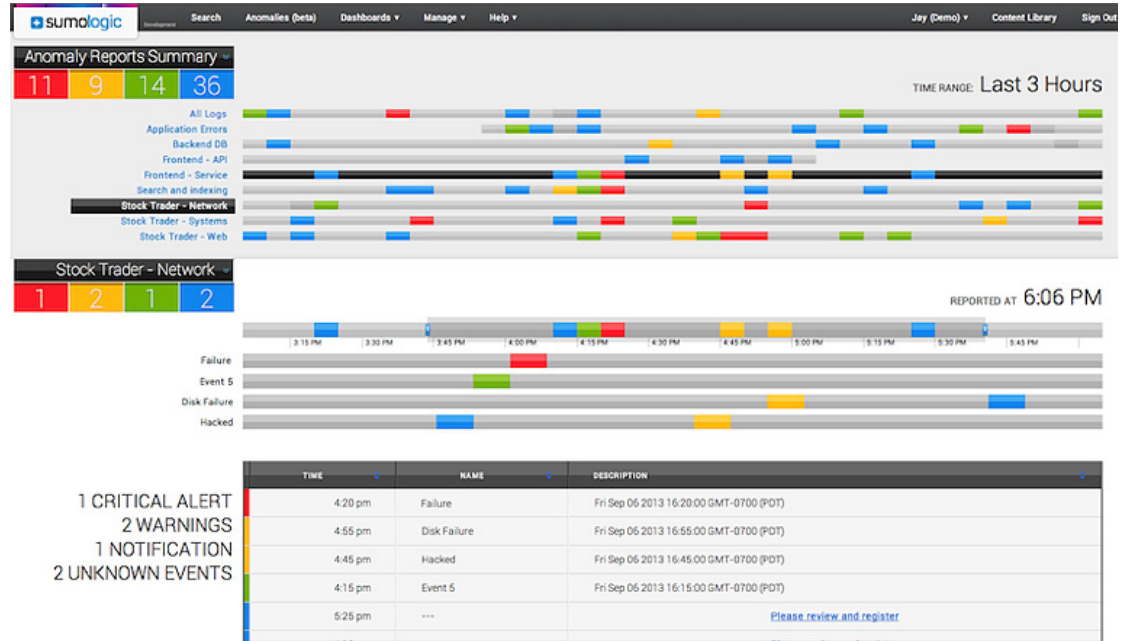 sumologic Development Search Anomalies (beta) Dashboards ▾ Manage ▾ Help ▾ Jay (Demo) ▾ Content Library Sign Out
Anomaly Reports Summary
11 9 14 36
TIME RANGE: Last 3 Hours
All Logs
Application Errors
Backend DB
Frontend - API
Frontend - Service
Search and indexing
Stock Trader - Network
Stock Trader - Systems
Stock Trader - Web
Stock Trader - Network
1 2 1 2
REPORTED AT 6:06 PM
3:15 PM 3:30 PM 3:45 PM 4:00 PM 4:15 PM 4:30 PM 4:45 PM 5:00 PM 5:15 PM 5:30 PM 5:45 PM
Failure
Event 5
Disk Failure
Hacked
TIME NAME DESCRIPTION
1 CRITICAL ALERT
2 WARNINGS
1 NOTIFICATION
2 UNKNOWN EVENTS
4:20 pm Failure Fri Sep 06 2013 16:20:00 GMT-0700 (PDT)
4:55 pm Disk Failure Fri Sep 06 2013 16:55:00 GMT-0700 (PDT)
4:45 pm Hacked Fri Sep 06 2013 16:45:00 GMT-0700 (PDT)
4:15 pm Event 5 Fri Sep 06 2013 16:15:00 GMT-0700 (PDT)
5:25 pm --- Please review and register